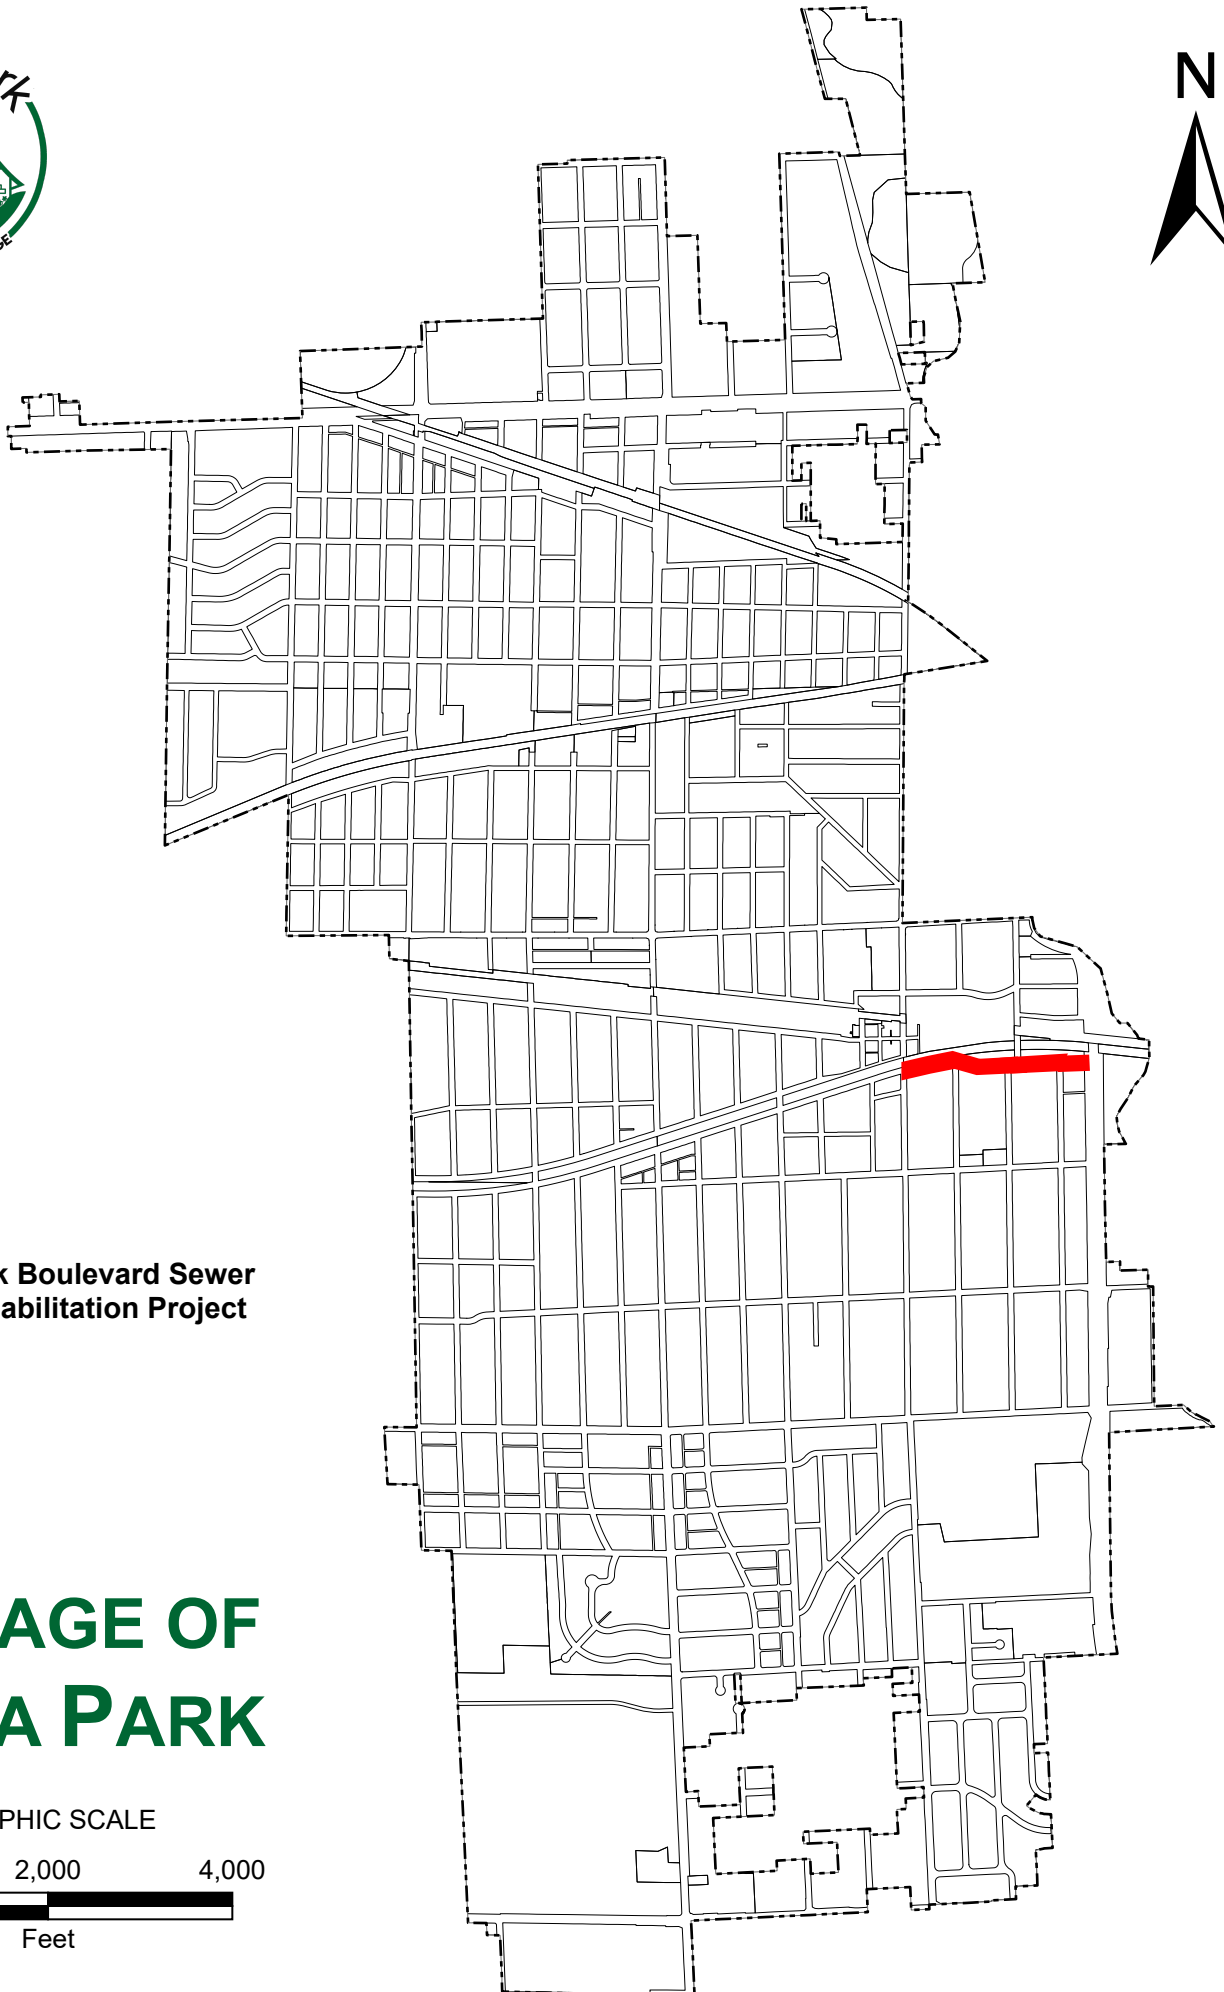 N
k Boulevard Sewer
abilitation Project
AGE OF
A PARK
PHIC SCALE
2,000 4,000
Feet